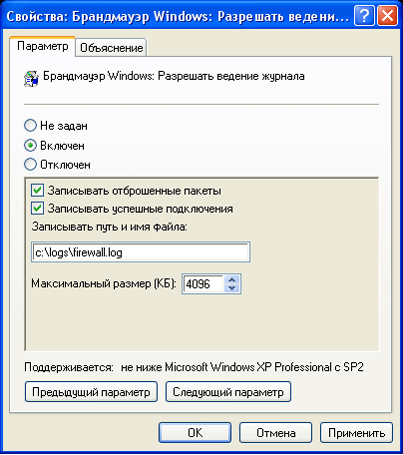 Свойства: Брандмауэр Windows: Разрешать ведени...
Параметр Объяснение
Брандмауэр Windows: Разрешать ведение журнала
Не задан
Включен
Отключен
Записывать отброшенные пакеты
Записывать успешные подключения
Записывать путь и имя файла:
c:\logs\firewall.log
Максимальный размер (КБ): 4096
Поддерживается: не ниже Microsoft Windows XP Professional с SP2
Предыдущий параметр Следующий параметр
OK Отмена Применить